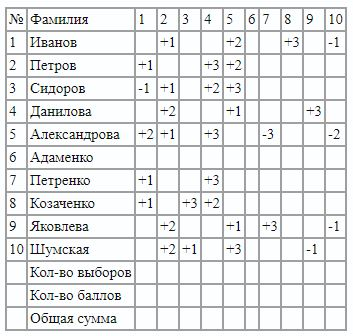 № Фамилия 1 2 3 4 5 6 7 8 9 10
1 Иванов +1 +2 +3 -1
2 Петров +1 +3 +2
3 Сидоров -1 +1 +2 +3
4 Данилова +2 +1 +3
5 Александрова +2 +1 +3 -3 -2
6 Адаменко
7 Петренко +1 +3
8 Козаченко +1 +3 +2
9 Яковлева +2 +1 +3 -1
10 Шумская +2 +1 +3 -1
Кол-во выборов
Кол-во баллов
Общая сумма